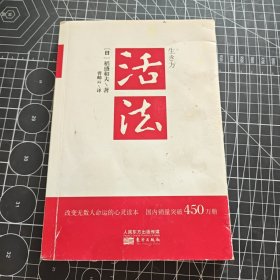 生き方
活法
［日］稻盛和夫 著
曹岫云 译
改变无数人命运的心灵读本 国内销量突破450万册
人民东方出版传媒
东方出版社